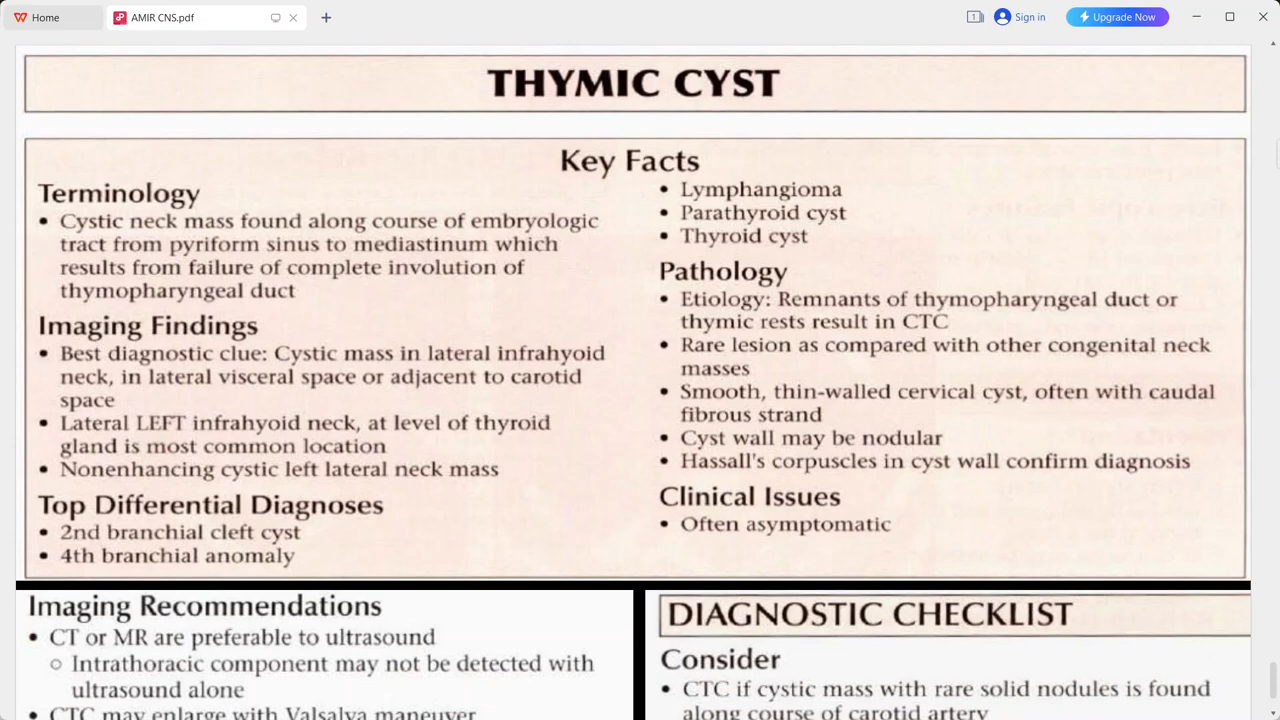 Home
AMIR CNS.pdf
1
Sign in
Upgrade Now
THYMIC CYST
Key Facts
Terminology
• Cystic neck mass found along course of embryologic
tract from pyriform sinus to mediastinum which
results from failure of complete involution of
thymopharyngeal duct
Imaging Findings
• Best diagnostic clue: Cystic mass in lateral infrahyoid
neck, in lateral visceral space or adjacent to carotid
space
• Lateral LEFT infrahyoid neck, at level of thyroid
gland is most common location
• Nonenhancing cystic left lateral neck mass
Top Differential Diagnoses
• 2nd branchial cleft cyst
• 4th branchial anomaly
• Lymphangioma
• Parathyroid cyst
• Thyroid cyst
Pathology
• Etiology: Remnants of thymopharyngeal duct or
thymic rests result in CTC
• Rare lesion as compared with other congenital neck
masses
• Smooth, thin-walled cervical cyst, often with caudal
fibrous strand
• Cyst wall may be nodular
• Hassall's corpuscles in cyst wall confirm diagnosis
Clinical Issues
• Often asymptomatic
Imaging Recommendations
• CT or MR are preferable to ultrasound
○ Intrathoracic component may not be detected with
ultrasound alone
• CTC may enlarge with Valsalva maneuver
DIAGNOSTIC CHECKLIST
Consider
• CTC if cystic mass with rare solid nodules is found
along course of carotid artery